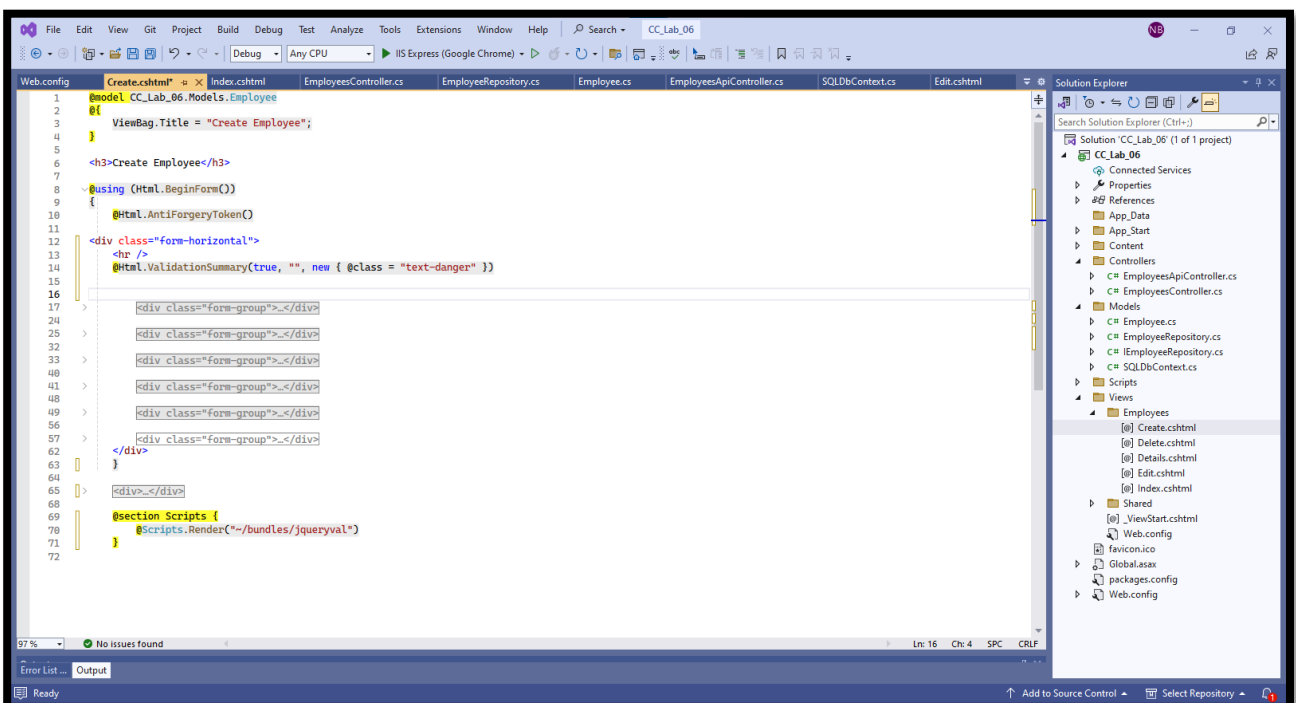 File Edit View Git Project Build Debug Test Analyze Tools Extensions Window Help Search CC_Lab_06 NB
Debug Any CPU IIS Express (Google Chrome)
Web.config Create.cshtml* Index.cshtml EmployeesController.cs EmployeeRepository.cs Employee.cs EmployeesApiController.cs SQLDbContext.cs Edit.cshtml
1 @model CC_Lab_06.Models.Employee
2 @{
3 ViewBag.Title = "Create Employee";
4 }
5
6 <h3>Create Employee</h3>
7
8 @using (Html.BeginForm())
9 {
10 @Html.AntiForgeryToken()
11
12 <div class="form-horizontal">
13 <hr />
14 @Html.ValidationSummary(true, "", new { @class = "text-danger" })
15
16
17 <div class="form-group">…</div>
24
25 <div class="form-group">…</div>
32
33 <div class="form-group">…</div>
40
41 <div class="form-group">…</div>
48
49 <div class="form-group">…</div>
56
57 <div class="form-group">…</div>
62 </div>
63 }
64
65 <div>…</div>
68
69 @section Scripts {
70 @Scripts.Render("~/bundles/jqueryval")
71 }
72
97 % No issues found Ln: 16 Ch: 4 SPC CRLF
Error List ... Output
Ready Add to Source Control Select Repository 1
Solution Explorer
Search Solution Explorer (Ctrl+;)
Solution 'CC_Lab_06' (1 of 1 project)
CC_Lab_06
Connected Services
Properties
References
App_Data
App_Start
Content
Controllers
C# EmployeesApiController.cs
C# EmployeesController.cs
Models
C# Employee.cs
C# EmployeeRepository.cs
C# IEmployeeRepository.cs
C# SQLDbContext.cs
Scripts
Views
Employees
[@] Create.cshtml
[@] Delete.cshtml
[@] Details.cshtml
[@] Edit.cshtml
[@] Index.cshtml
Shared
[@] _ViewStart.cshtml
Web.config
favicon.ico
Global.asax
packages.config
Web.config